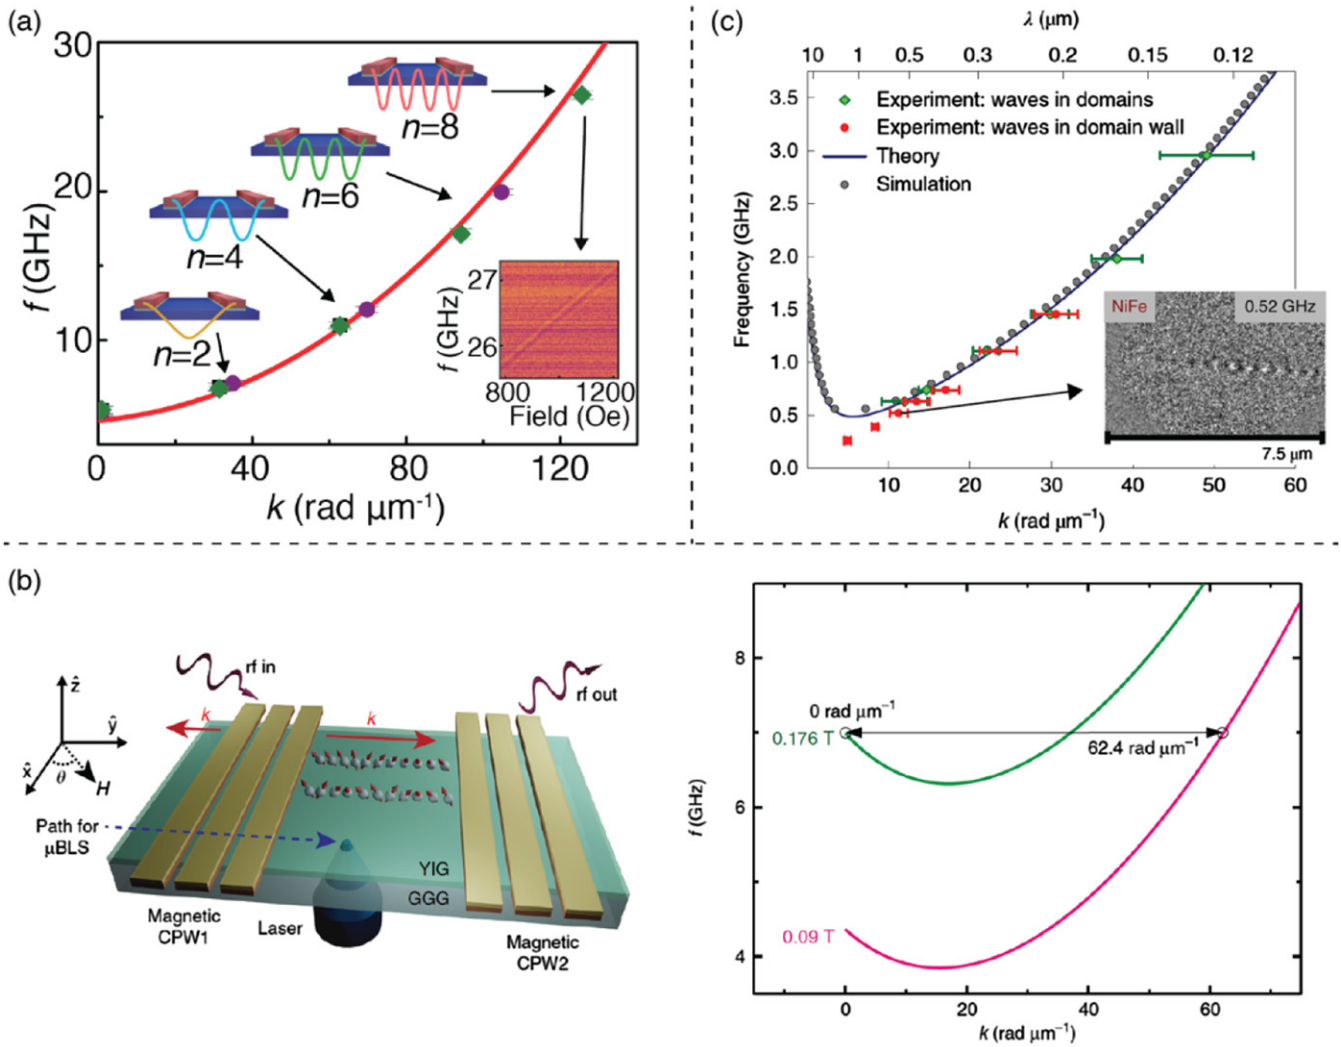 (a)
30
20
10
f (GHz)
n=8
n=6
n=4
n=2
27
26
f (GHz)
800
1200
Field (Oe)
0
40
80
120
k (rad μm⁻¹)
(c)
λ (μm)
10
1
0.5
0.3
0.2
0.15
0.12
Experiment: waves in domains
Experiment: waves in domain wall
Theory
Simulation
3.5
3.0
2.5
2.0
1.5
1.0
0.5
0.0
Frequency (GHz)
NiFe
0.52 GHz
7.5 μm
10
20
30
40
50
60
k (rad μm⁻¹)
(b)
rf in
rf out
ẑ
ŷ
x̂
θ
H
k
k
Path for
μBLS
YIG
GGG
Magnetic
CPW1
Laser
Magnetic
CPW2
8
6
4
f (GHz)
0 rad μm⁻¹
0.176 T
62.4 rad μm⁻¹
0.09 T
0
20
40
60
k (rad μm⁻¹)